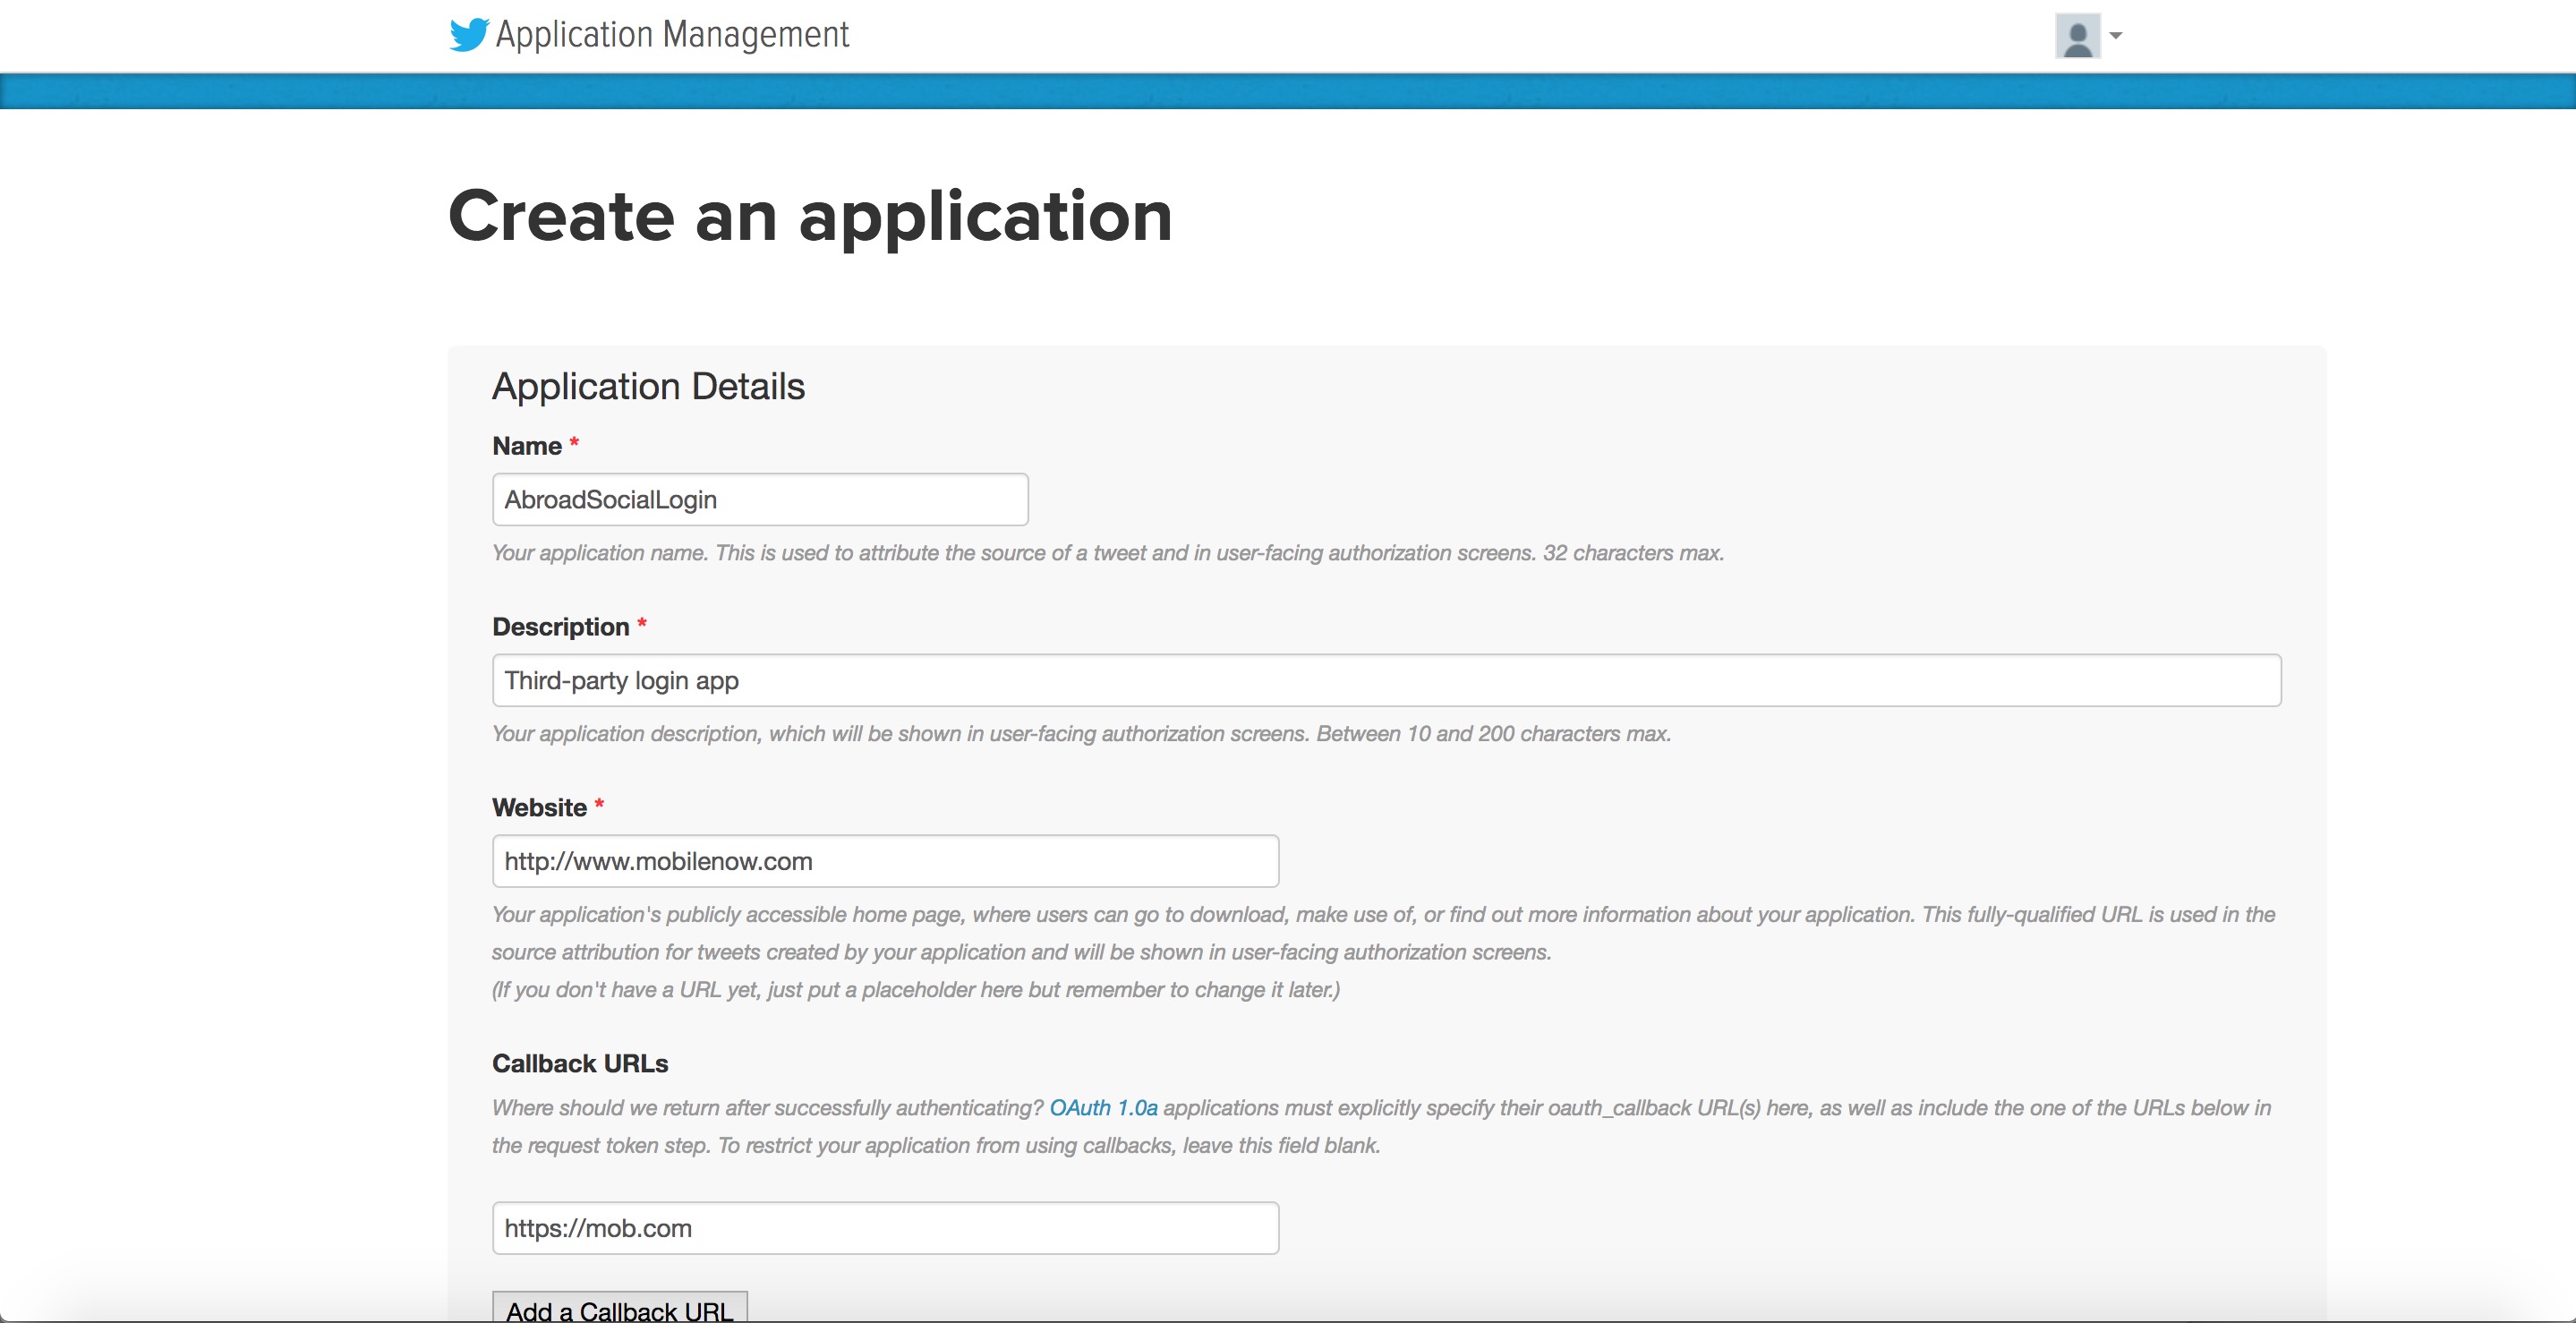 Application Management
Create an application
Application Details
Name *
AbroadSocialLogin
Your application name. This is used to attribute the source of a tweet and in user-facing authorization screens. 32 characters max.
Description *
Third-party login app
Your application description, which will be shown in user-facing authorization screens. Between 10 and 200 characters max.
Website *
http://www.mobilenow.com
Your application's publicly accessible home page, where users can go to download, make use of, or find out more information about your application. This fully-qualified URL is used in the
source attribution for tweets created by your application and will be shown in user-facing authorization screens.
(If you don't have a URL yet, just put a placeholder here but remember to change it later.)
Callback URLs
Where should we return after successfully authenticating? OAuth 1.0a applications must explicitly specify their oauth_callback URL(s) here, as well as include the one of the URLs below in
the request token step. To restrict your application from using callbacks, leave this field blank.
https://mob.com
Add a Callback URL